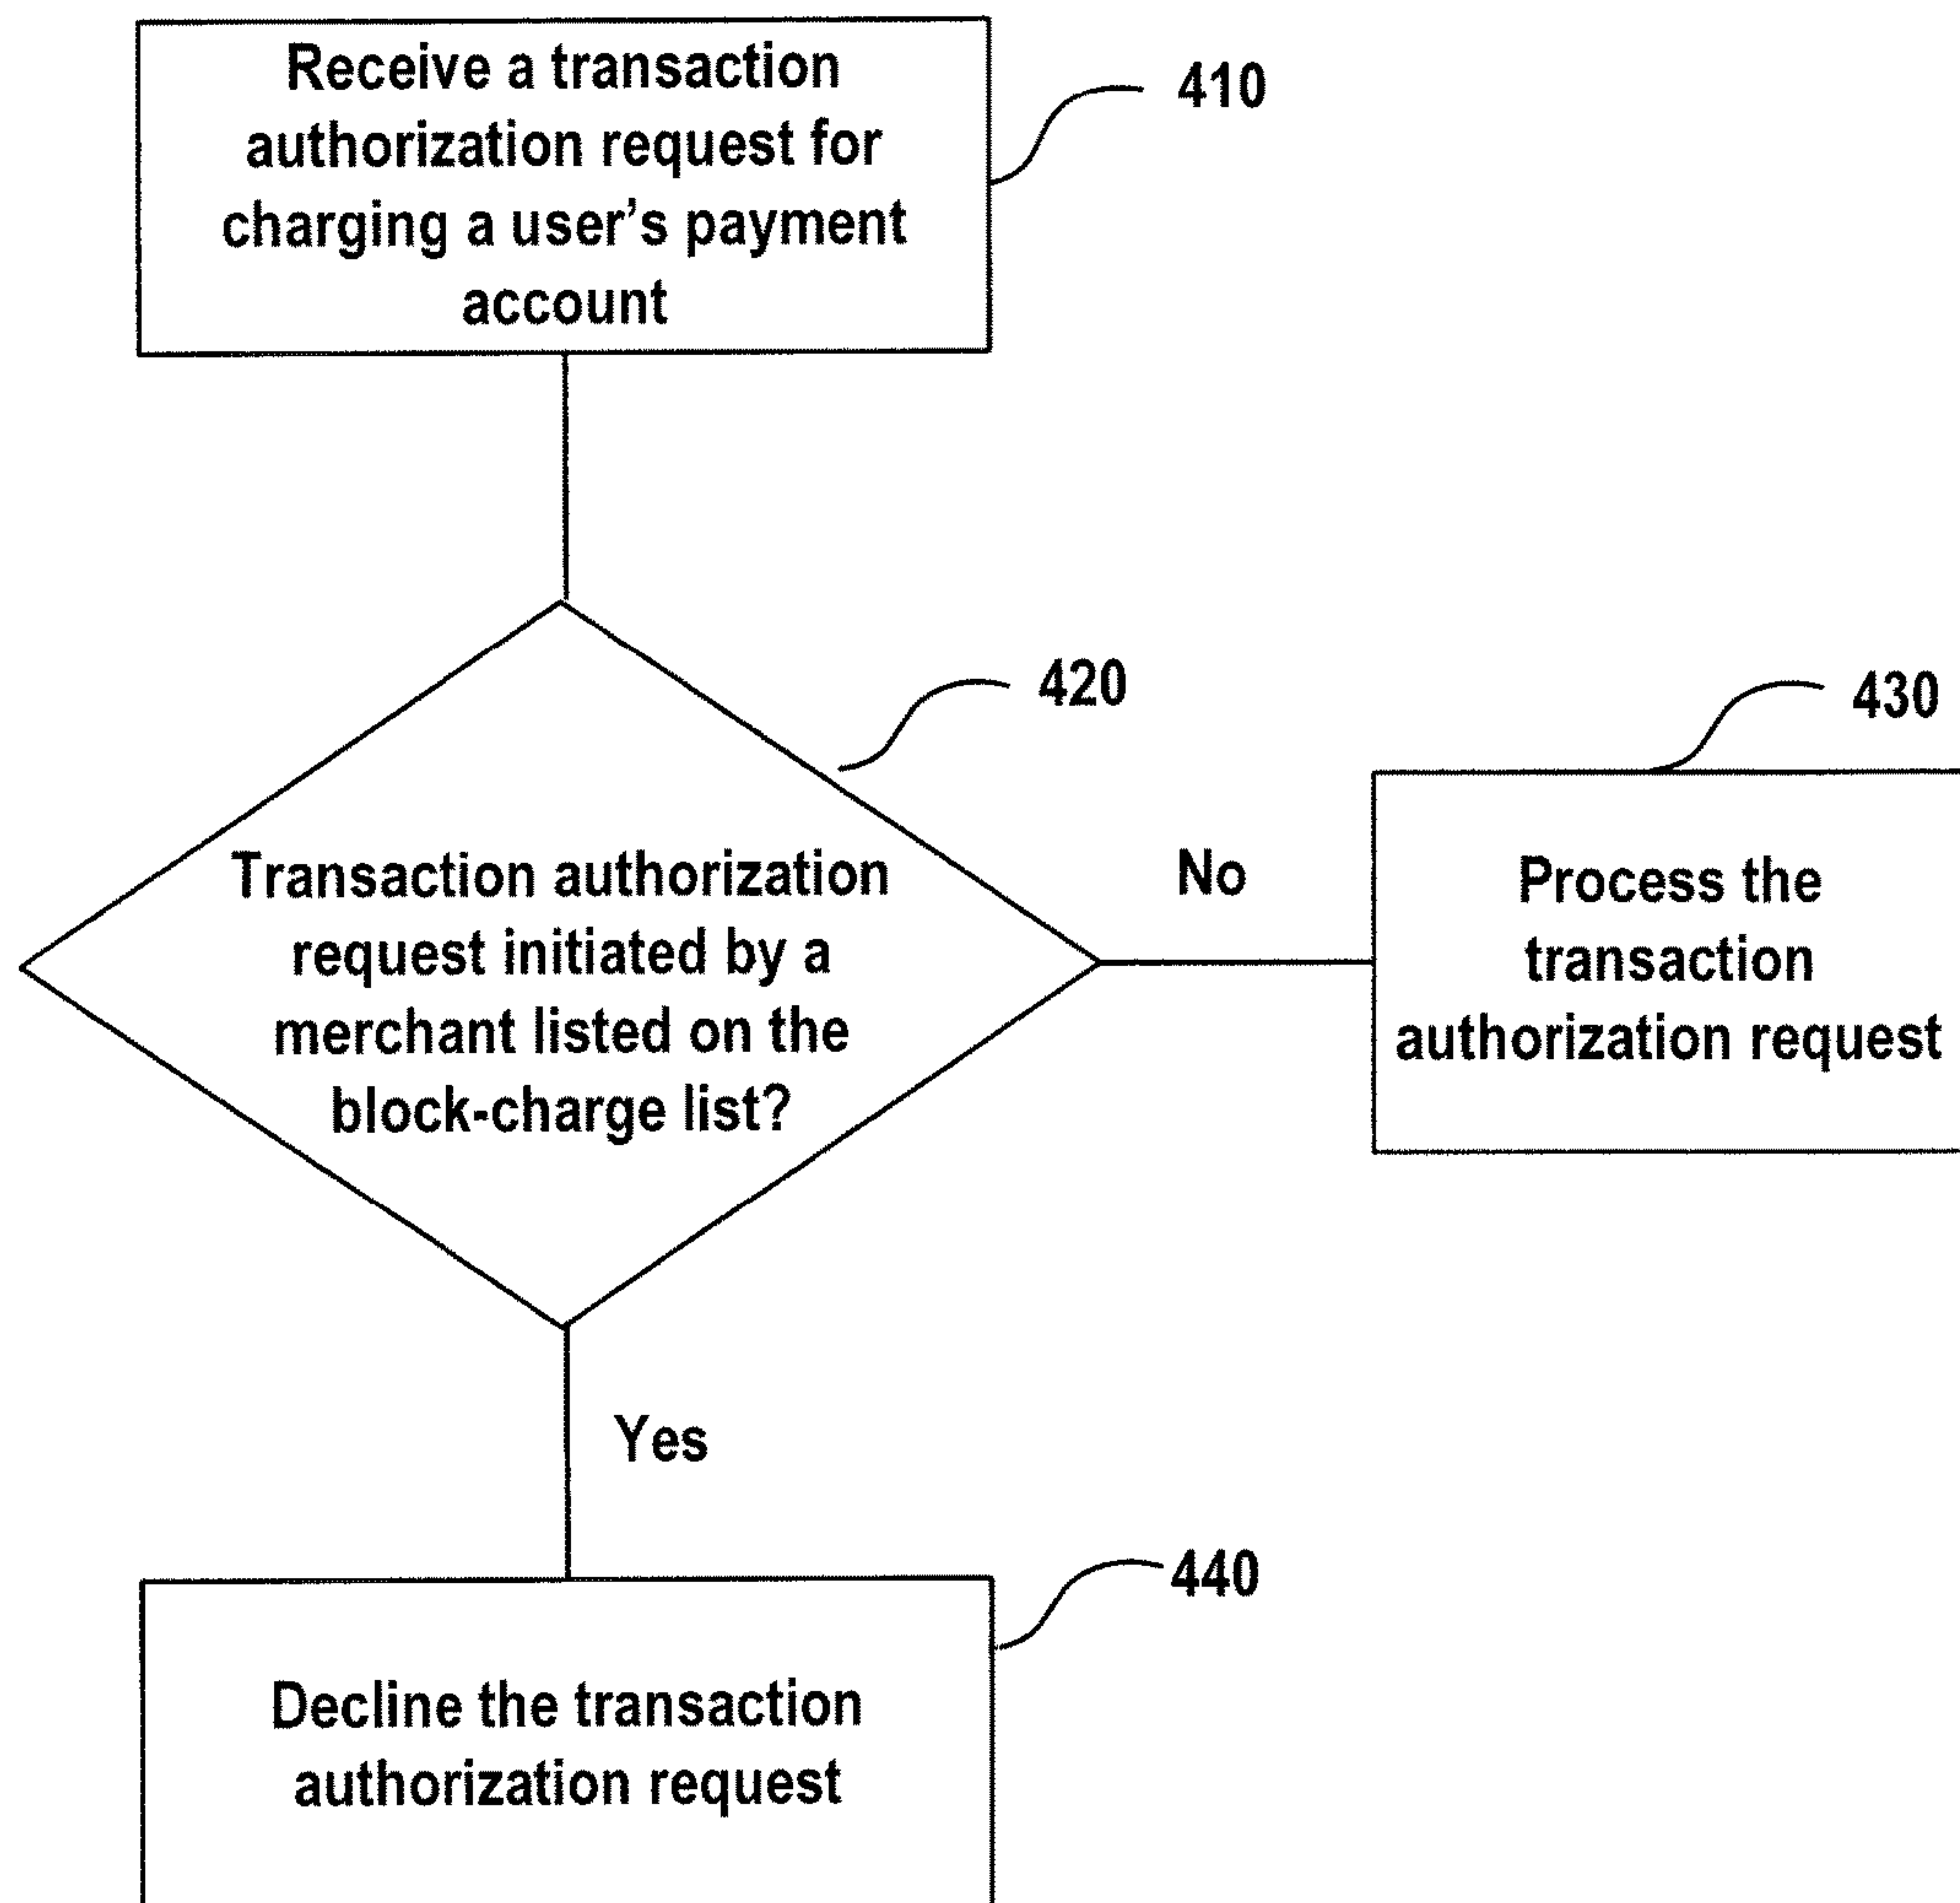 Receive a transaction
authorization request for
charging a user's payment
account
410
420
Transaction authorization
request initiated by a
merchant listed on the
block-charge list?
No
430
Process the
transaction
authorization request
Yes
440
Decline the transaction
authorization request